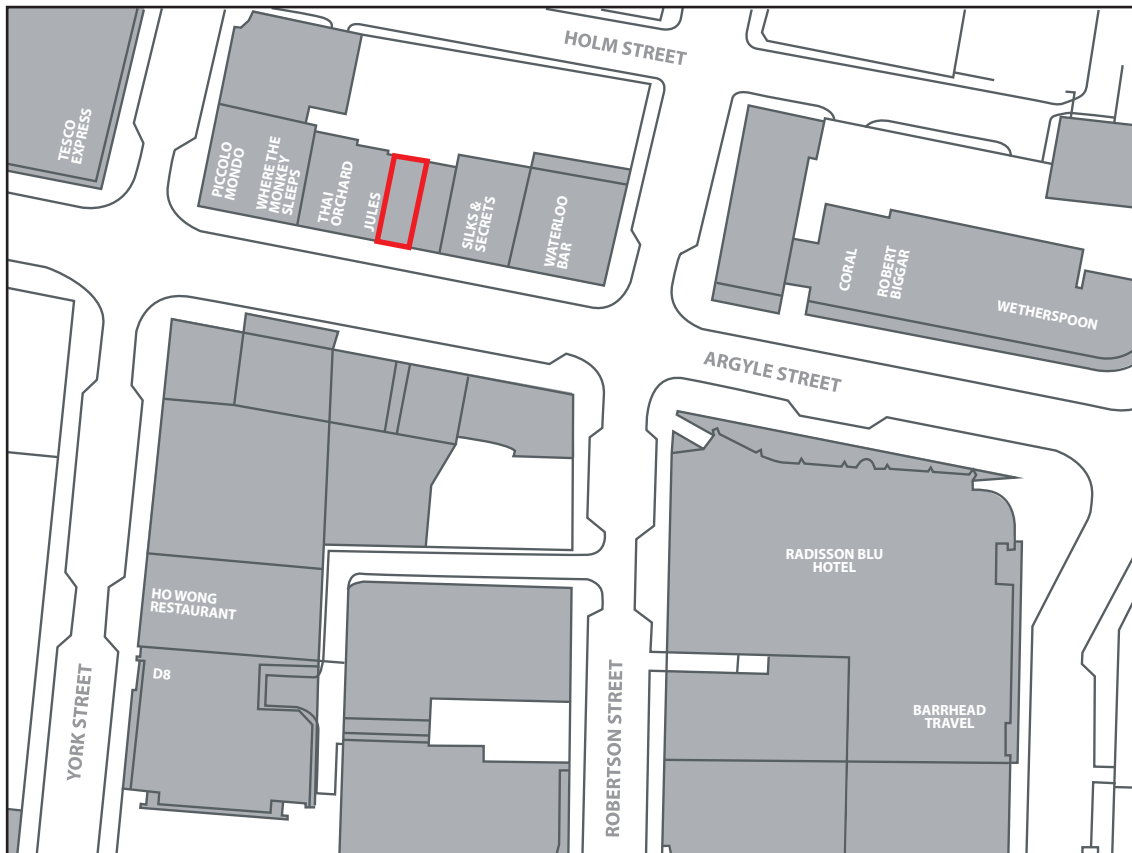 HOLM STREET
TESCO
EXPRESS
PICCOLO
MONDO
WHERE THE
MONKEY
SLEEPS
THAI
ORCHARD
JULES
SILKS &
SECRETS
WATERLOO
BAR
CORAL
ROBERT
BIGGAR
WETHERSPOON
ARGYLE STREET
RADISSON BLU
HOTEL
HO WONG
RESTAURANT
D8
YORK STREET
ROBERTSON STREET
BARRHEAD
TRAVEL